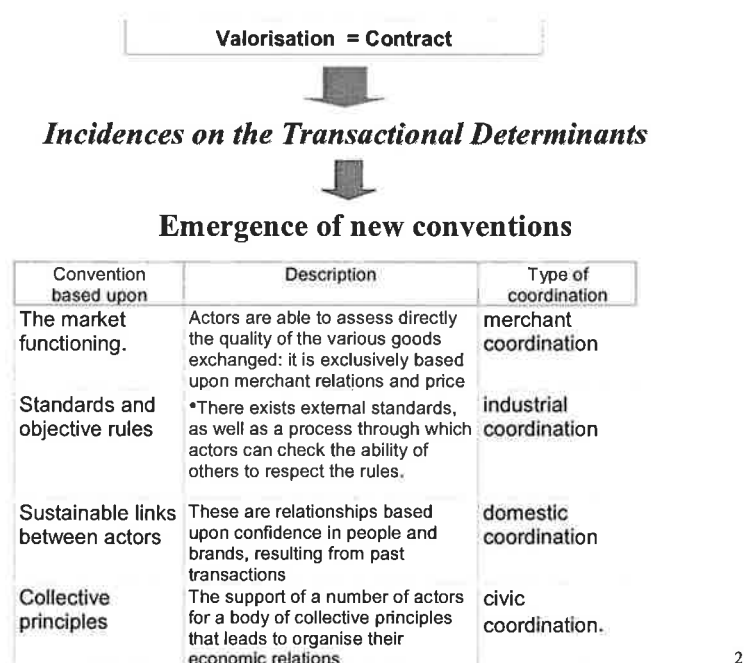 Valorisation = Contract
Incidences on the Transactional Determinants
Emergence of new conventions
Convention
based upon
Description
Type of
coordination
The market
functioning.
Actors are able to assess directly
the quality of the various goods
exchanged: it is exclusively based
upon merchant relations and price
merchant
coordination
Standards and
objective rules
•There exists external standards,
as well as a process through which
actors can check the ability of
others to respect the rules.
industrial
coordination
Sustainable links
between actors
These are relationships based
upon confidence in people and
brands, resulting from past
transactions
domestic
coordination
Collective
principles
The support of a number of actors
for a body of collective principles
that leads to organise their
economic relations
civic
coordination.
2